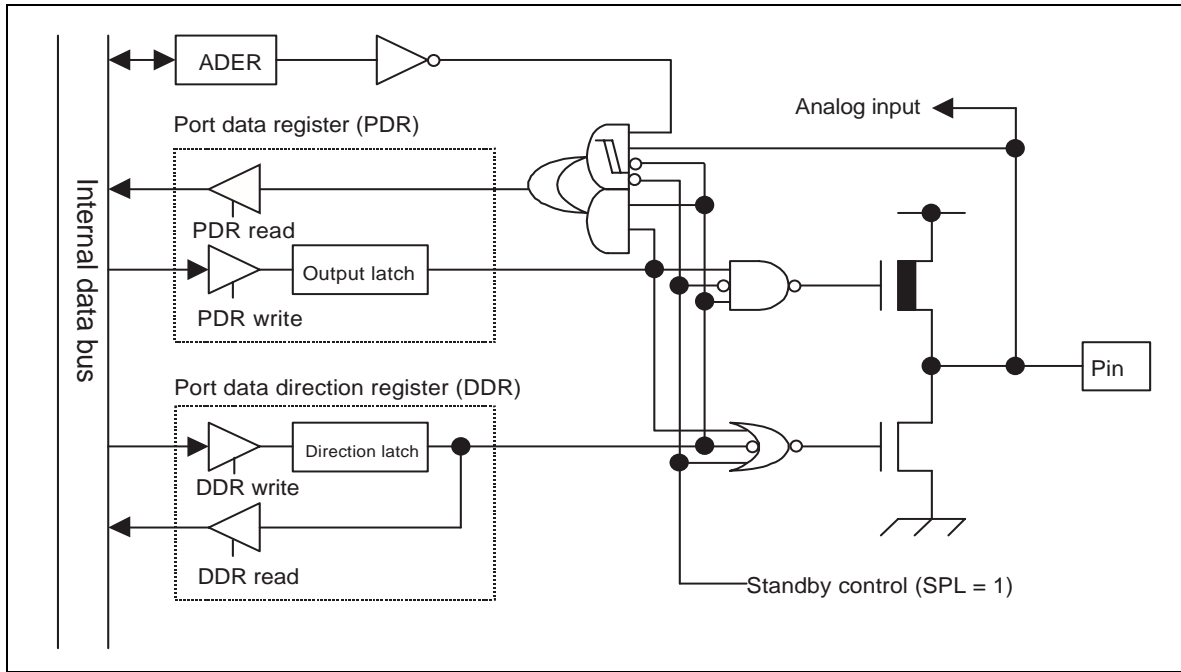 ADER
Analog input
Port data register (PDR)
Internal data bus
PDR read
Output latch
PDR write
Pin
Port data direction register (DDR)
Direction latch
DDR write
DDR read
Standby control (SPL = 1)